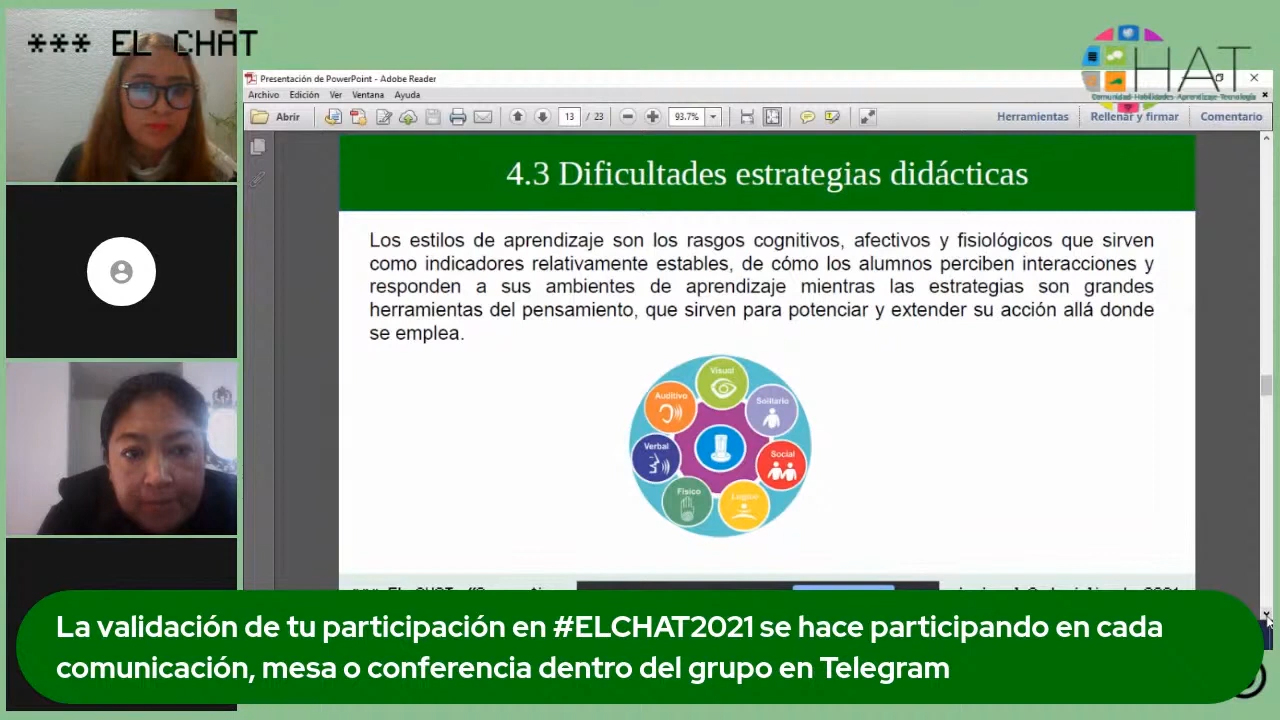 *** EL CHAT
HAT
Comunidad-Habilidades-Aprendizaje-Tecnología
Presentación de PowerPoint - Adobe Reader
Archivo Edición Ver Ventana Ayuda
Abrir 13 / 23 93.7% Herramientas Rellenar y firmar Comentario
4.3 Dificultades estrategias didácticas
Los estilos de aprendizaje son los rasgos cognitivos, afectivos y fisiológicos que sirven
como indicadores relativamente estables, de cómo los alumnos perciben interacciones y
responden a sus ambientes de aprendizaje mientras las estrategias son grandes
herramientas del pensamiento, que sirven para potenciar y extender su acción allá donde
se emplea.
Visual
Auditivo
Solitario
Verbal
Social
Físico
Lógico
La validación de tu participación en #ELCHAT2021 se hace participando en cada
comunicación, mesa o conferencia dentro del grupo en Telegram